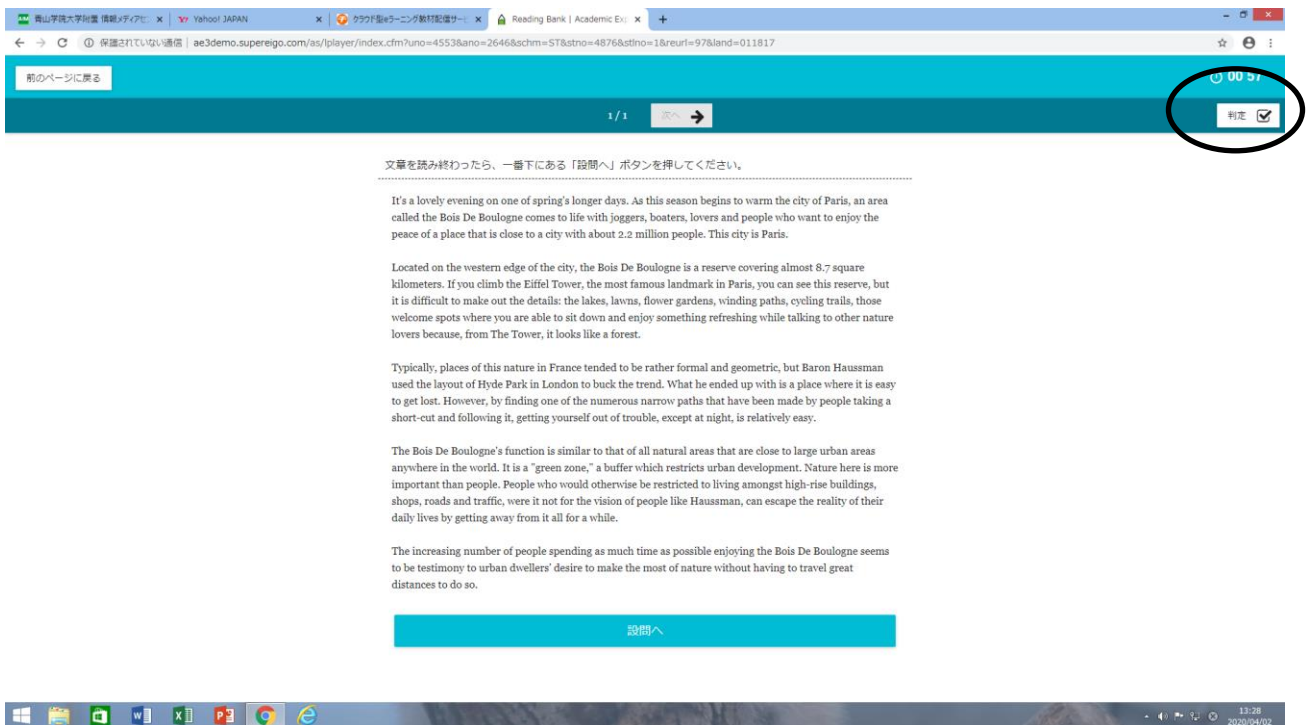 青山学院大学附置 情報メディアセ
Yahoo! JAPAN
クラウド型eラーニング教材配信サー
Reading Bank | Academic Exp
保護されていない通信 | ae3demo.supereigo.com/as/lplayer/index.cfm?uno=4553&ano=2646&schm=ST&stno=4876&stlno=1&reurl=97&land=011817
前のページに戻る
00 57
1/1
次へ
判定
文章を読み終わったら、一番下にある「設問へ」ボタンを押してください。
It's a lovely evening on one of spring's longer days. As this season begins to warm the city of Paris, an area
called the Bois De Boulogne comes to life with joggers, boaters, lovers and people who want to enjoy the
peace of a place that is close to a city with about 2.2 million people. This city is Paris.
Located on the western edge of the city, the Bois De Boulogne is a reserve covering almost 8.7 square
kilometers. If you climb the Eiffel Tower, the most famous landmark in Paris, you can see this reserve, but
it is difficult to make out the details: the lakes, lawns, flower gardens, winding paths, cycling trails, those
welcome spots where you are able to sit down and enjoy something refreshing while talking to other nature
lovers because, from The Tower, it looks like a forest.
Typically, places of this nature in France tended to be rather formal and geometric, but Baron Haussman
used the layout of Hyde Park in London to buck the trend. What he ended up with is a place where it is easy
to get lost. However, by finding one of the numerous narrow paths that have been made by people taking a
short-cut and following it, getting yourself out of trouble, except at night, is relatively easy.
The Bois De Boulogne's function is similar to that of all natural areas that are close to large urban areas
anywhere in the world. It is a "green zone," a buffer which restricts urban development. Nature here is more
important than people. People who would otherwise be restricted to living amongst high-rise buildings,
shops, roads and traffic, were it not for the vision of people like Haussman, can escape the reality of their
daily lives by getting away from it all for a while.
The increasing number of people spending as much time as possible enjoying the Bois De Boulogne seems
to be testimony to urban dwellers' desire to make the most of nature without having to travel great
distances to do so.
設問へ
13:28
2020/04/02